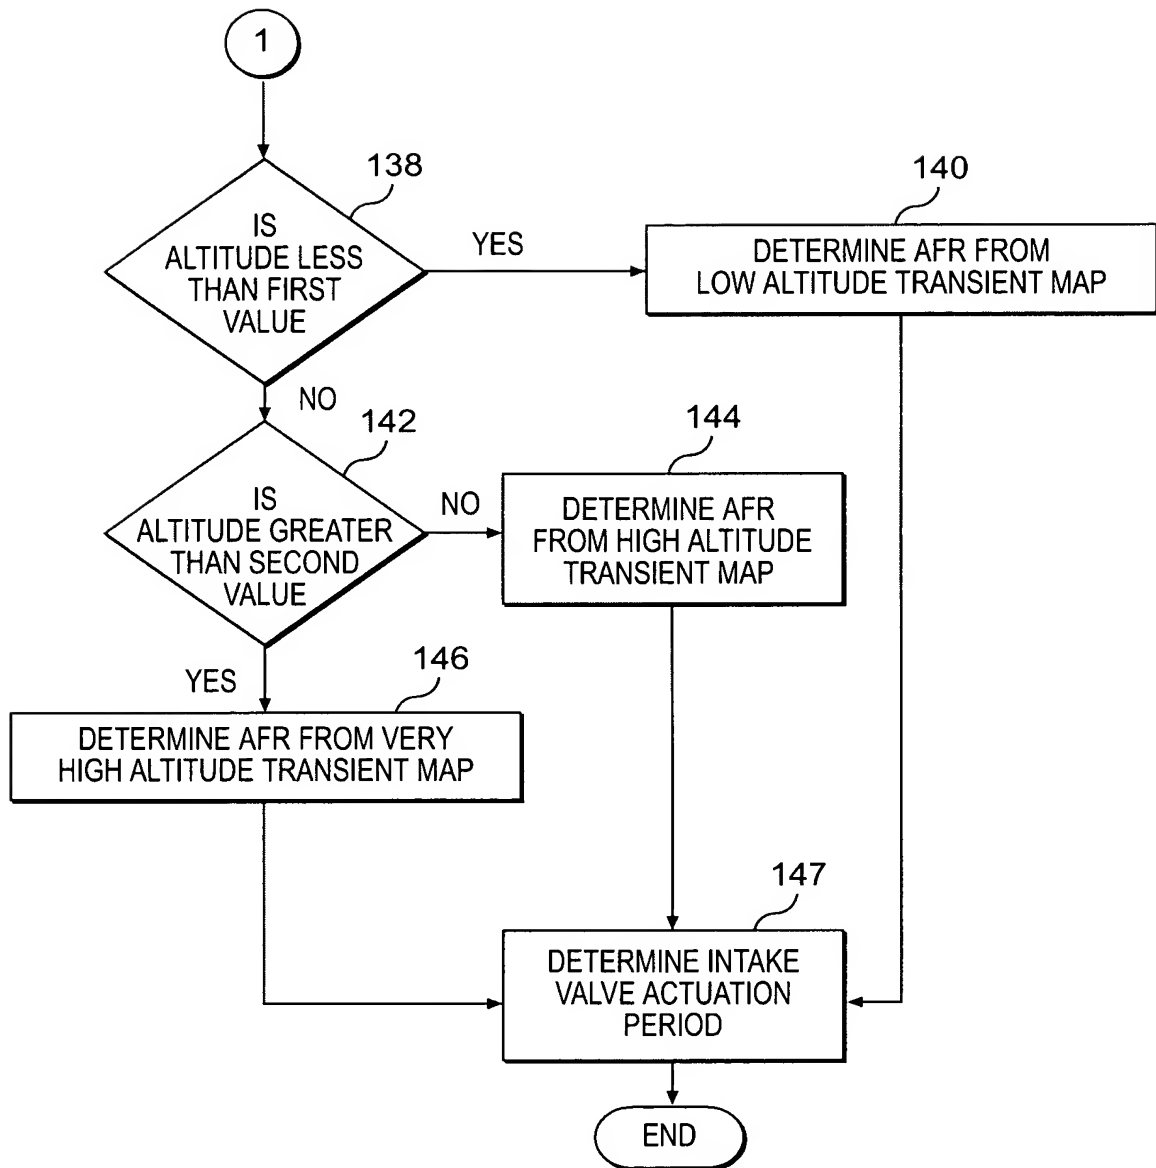 1
138
IS
ALTITUDE LESS
THAN FIRST
VALUE
YES
140
DETERMINE AFR FROM
LOW ALTITUDE TRANSIENT MAP
NO
142
IS
ALTITUDE GREATER
THAN SECOND
VALUE
NO
144
DETERMINE AFR
FROM HIGH ALTITUDE
TRANSIENT MAP
YES
146
DETERMINE AFR FROM VERY
HIGH ALTITUDE TRANSIENT MAP
147
DETERMINE INTAKE
VALVE ACTUATION
PERIOD
END